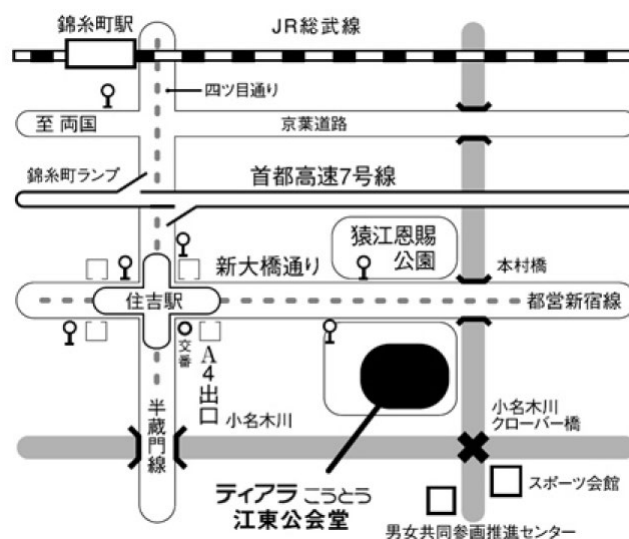 錦糸町駅
JR総武線
四ツ目通り
至 両国
京葉道路
錦糸町ランプ
首都高速7号線
猿江恩賜
公園
新大橋通り
本村橋
住吉駅
都営新宿線
交番
A4出口
半蔵門線
小名木川
小名木川
クローバー橋
ティアラ こうとう
江東公会堂
スポーツ会館
男女共同参画推進センター